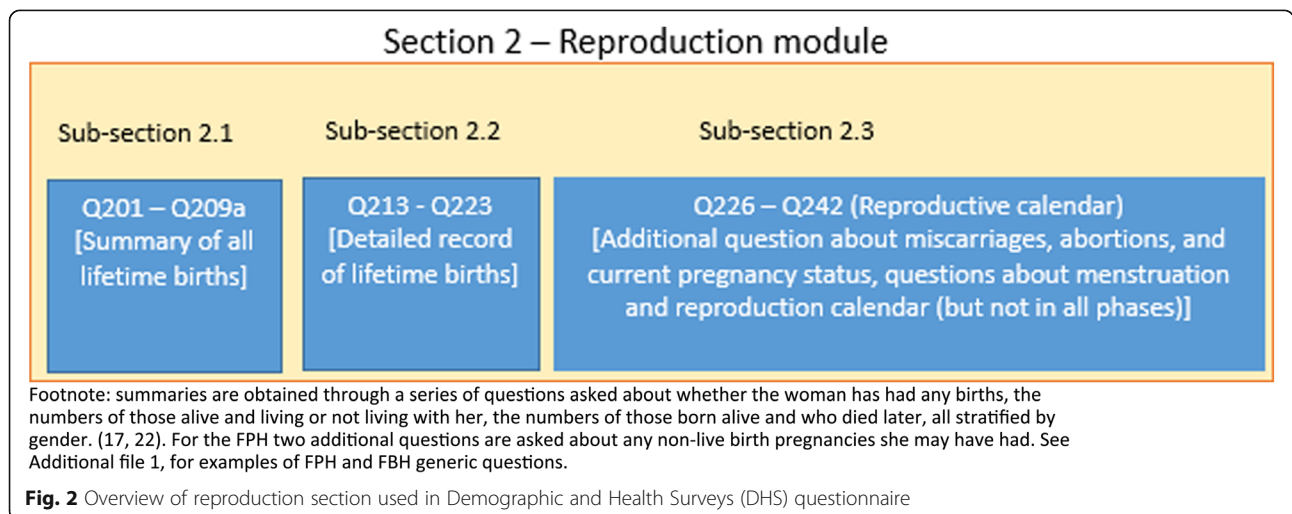 Section 2 – Reproduction module
Sub-section 2.1
Sub-section 2.2
Sub-section 2.3
Q201 – Q209a
[Summary of all
lifetime births]
Q213 - Q223
[Detailed record
of lifetime births]
Q226 – Q242 (Reproductive calendar)
[Additional question about miscarriages, abortions, and
current pregnancy status, questions about menstruation
and reproduction calendar (but not in all phases)]
Footnote: summaries are obtained through a series of questions asked about whether the woman has had any births, the
numbers of those alive and living or not living with her, the numbers of those born alive and who died later, all stratified by
gender. (17, 22). For the FPH two additional questions are asked about any non-live birth pregnancies she may have had. See
Additional file 1, for examples of FPH and FBH generic questions.
Fig. 2 Overview of reproduction section used in Demographic and Health Surveys (DHS) questionnaire